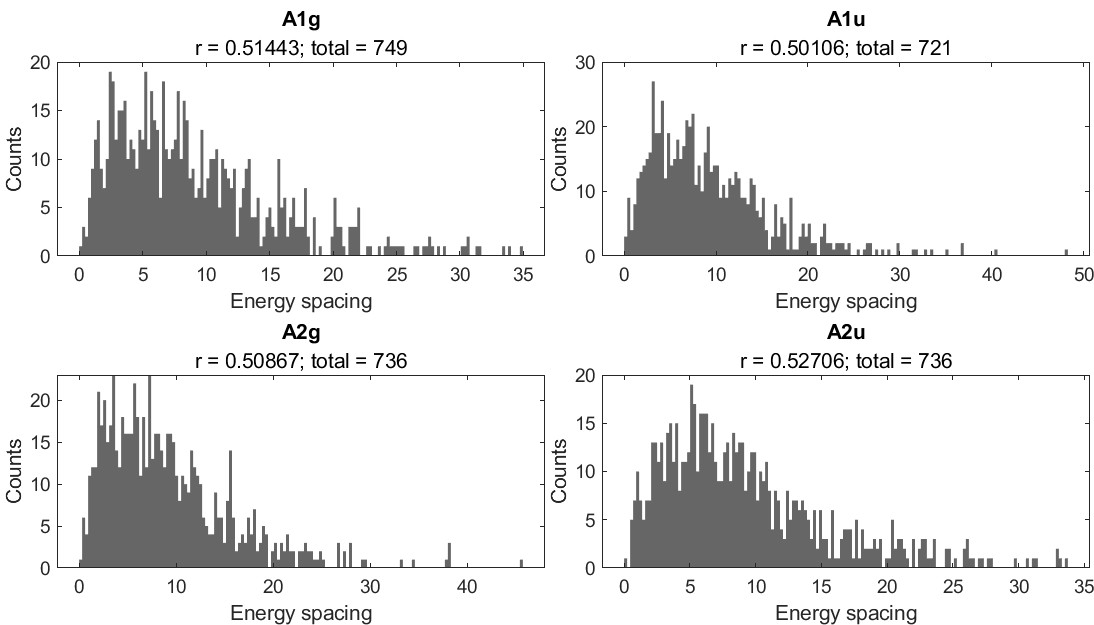 A1g
r = 0.51443; total = 749
20
15
10
5
0
Counts
0 5 10 15 20 25 30 35
Energy spacing
A1u
r = 0.50106; total = 721
30
20
10
0
Counts
0 10 20 30 40 50
Energy spacing
A2g
r = 0.50867; total = 736
20
15
10
5
0
Counts
0 10 20 30 40
Energy spacing
A2u
r = 0.52706; total = 736
20
15
10
5
0
Counts
0 5 10 15 20 25 30 35
Energy spacing